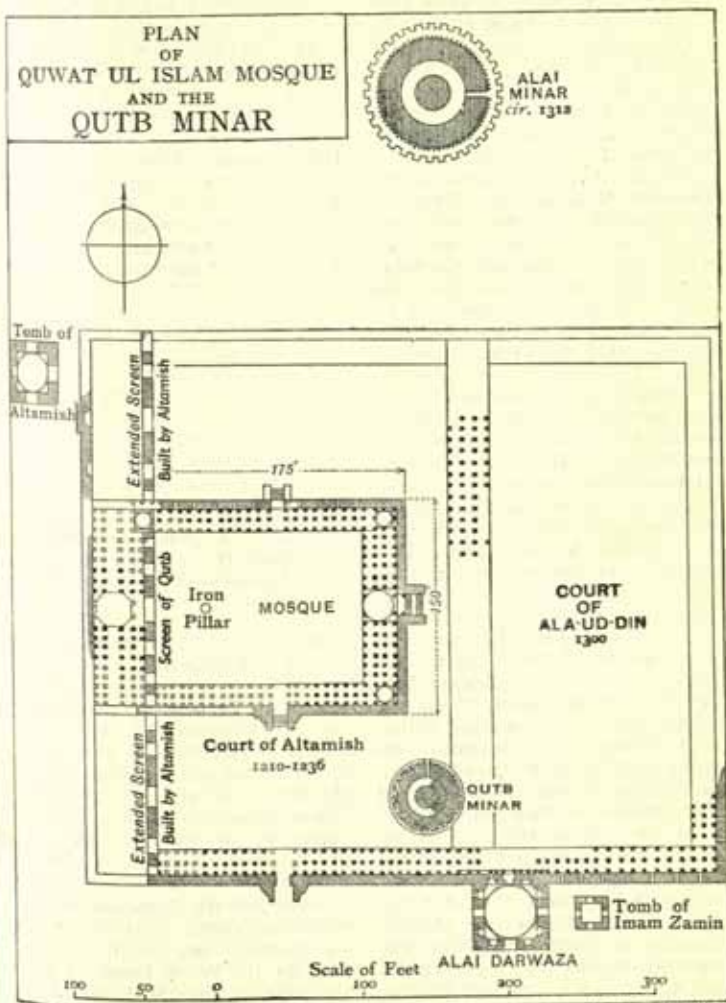 PLAN
OF
QUWAT UL ISLAM MOSQUE
AND THE
QUTB MINAR
ALAI
MINAR
cir. 1312
Tomb of
Altamish
Extended Screen
Built by Altamish
175'
Screen of Qutb
Iron
Pillar
MOSQUE
150'
COURT
OF
ALA-UD-DIN
1300
Court of Altamish
1210-1236
Extended Screen
Built by Altamish
QUTB
MINAR
Tomb of
Imam Zamin
ALAI DARWAZA
Scale of Feet
100 50 0 100 200 300